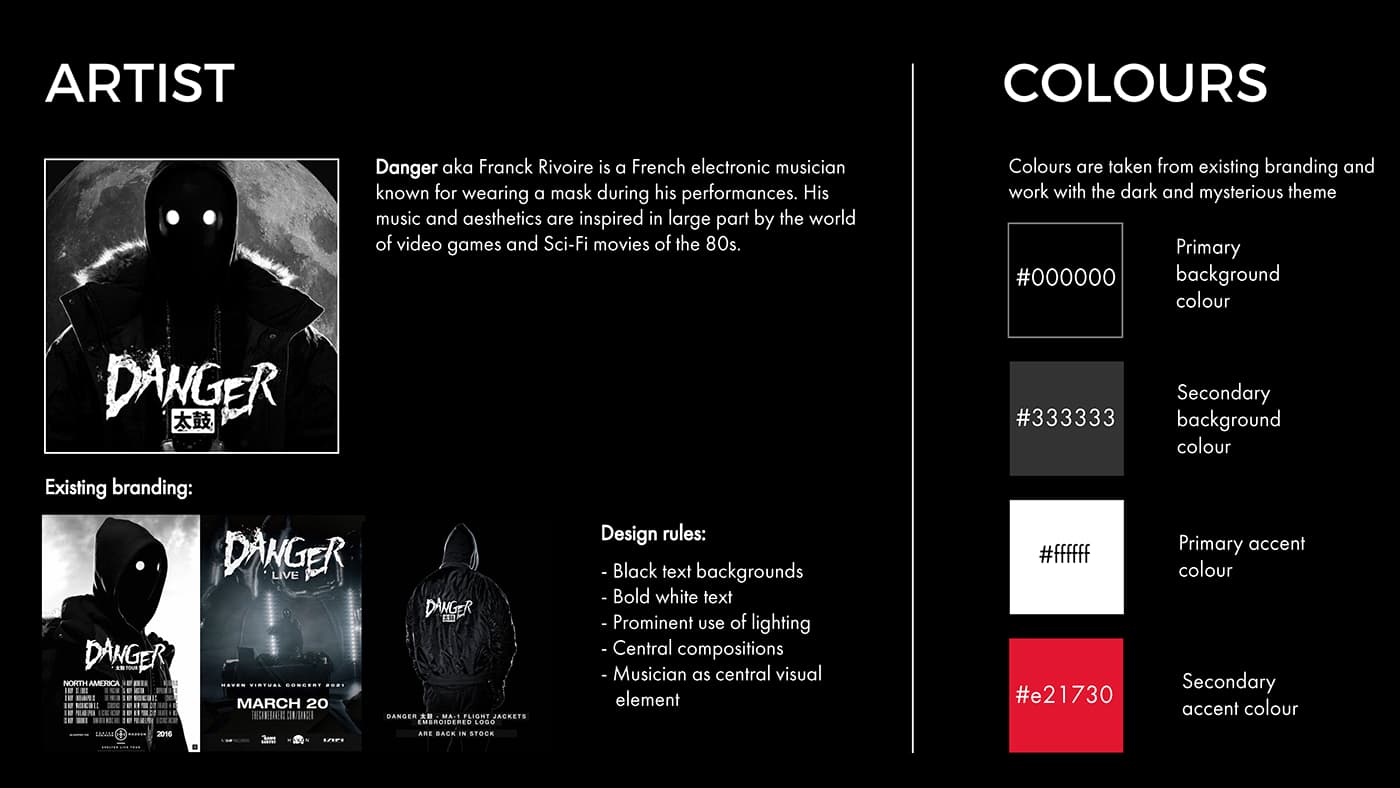 ARTIST
Danger aka Franck Rivoire is a French electronic musician
known for wearing a mask during his performances. His
music and aesthetics are inspired in large part by the world
of video games and Sci-Fi movies of the 80s.
DANGER
太鼓
Existing branding:
DANGER
太鼓 TOUR
NORTH AMERICA
2016
DANGER
LIVE
HAVEN VIRTUAL CONCERT 2021
MARCH 20
DANGER
太鼓
DANGER 太鼓 - MA-1 FLIGHT JACKETS
EMBROIDERED LOGO
ARE BACK IN STOCK
Design rules:
- Black text backgrounds
- Bold white text
- Prominent use of lighting
- Central compositions
- Musician as central visual
element
COLOURS
Colours are taken from existing branding and
work with the dark and mysterious theme
#000000
Primary
background
colour
#333333
Secondary
background
colour
#ffffff
Primary accent
colour
#e21730
Secondary
accent colour